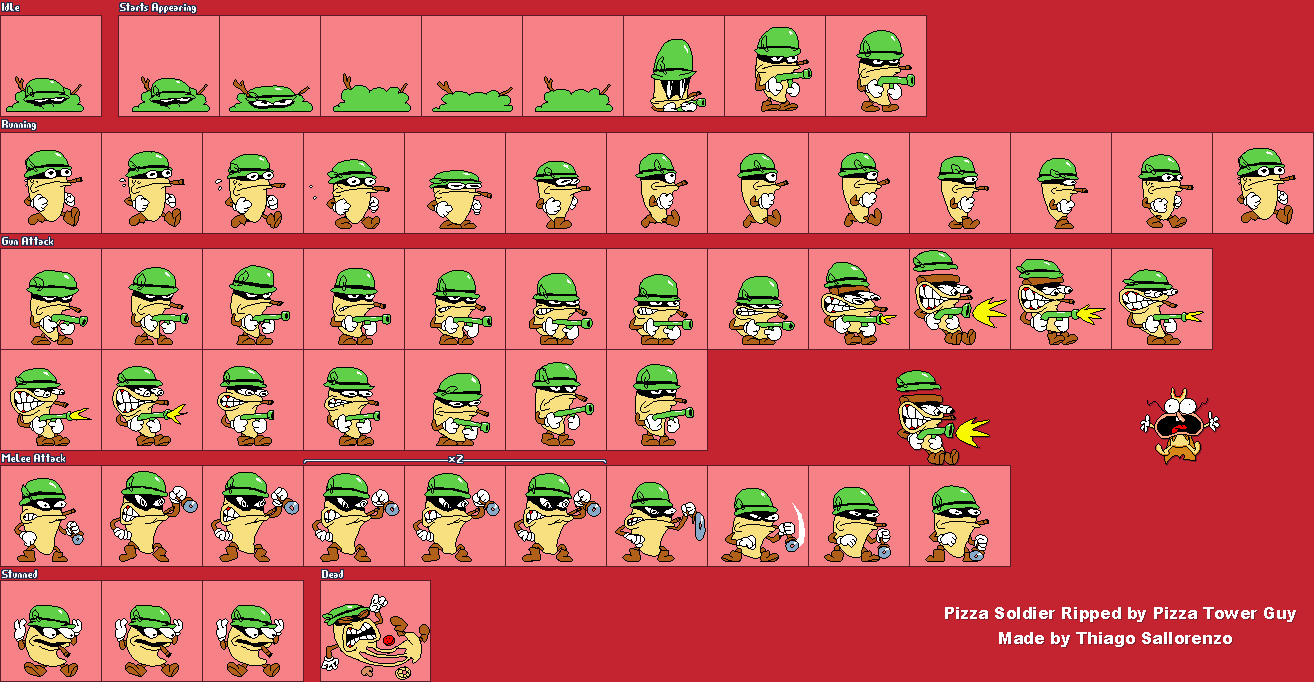 Idle
Starts Appearing
Running
Gun Attack
Melee Attack
x2
Stunned
Dead
Pizza Soldier Ripped by Pizza Tower Guy
Made by Thiago Sallorenzo